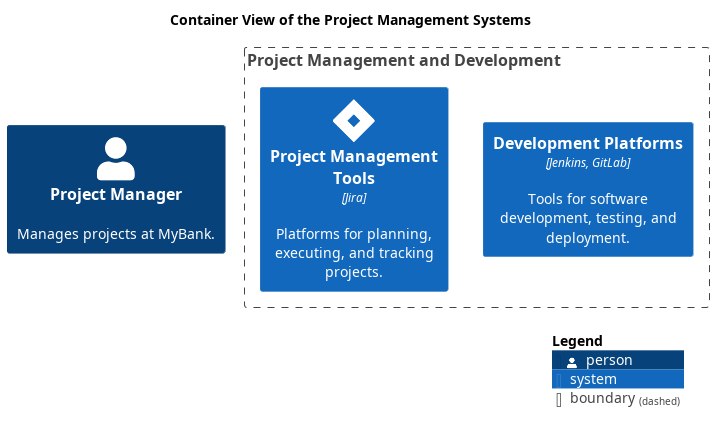 Container View of the Project Management Systems
Project Management and Development
Project Manager
Manages projects at MyBank.
Project Management
Tools
[Jira]
Platforms for planning,
executing, and tracking
projects.
Development Platforms
[Jenkins, GitLab]
Tools for software
development, testing, and
deployment.
Legend
person
system
boundary (dashed)